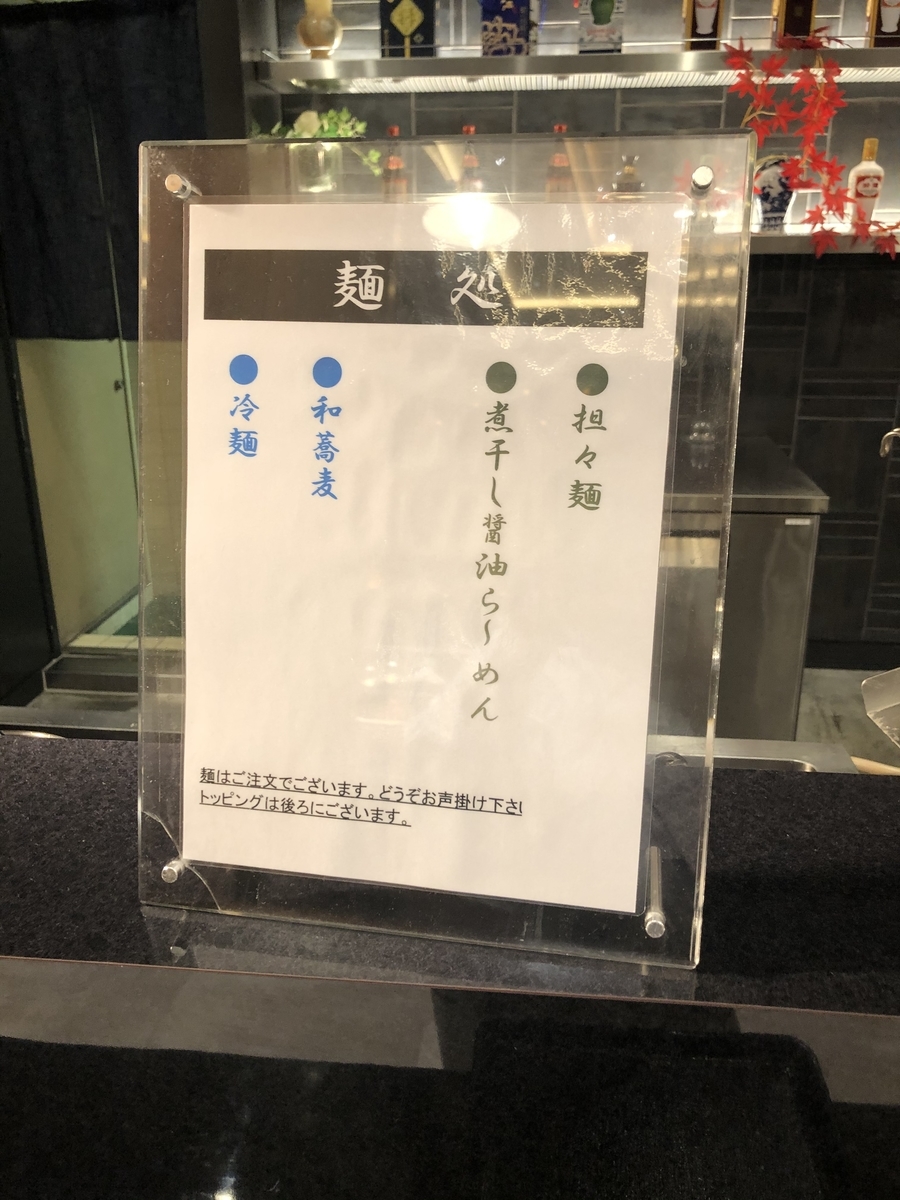 麺 処
●担々麺
●煮干し醤油ら～めん
●和蕎麦
●冷麺
麺はご注文でございます。どうぞお声掛け下さ
トッピングは後ろにございます。